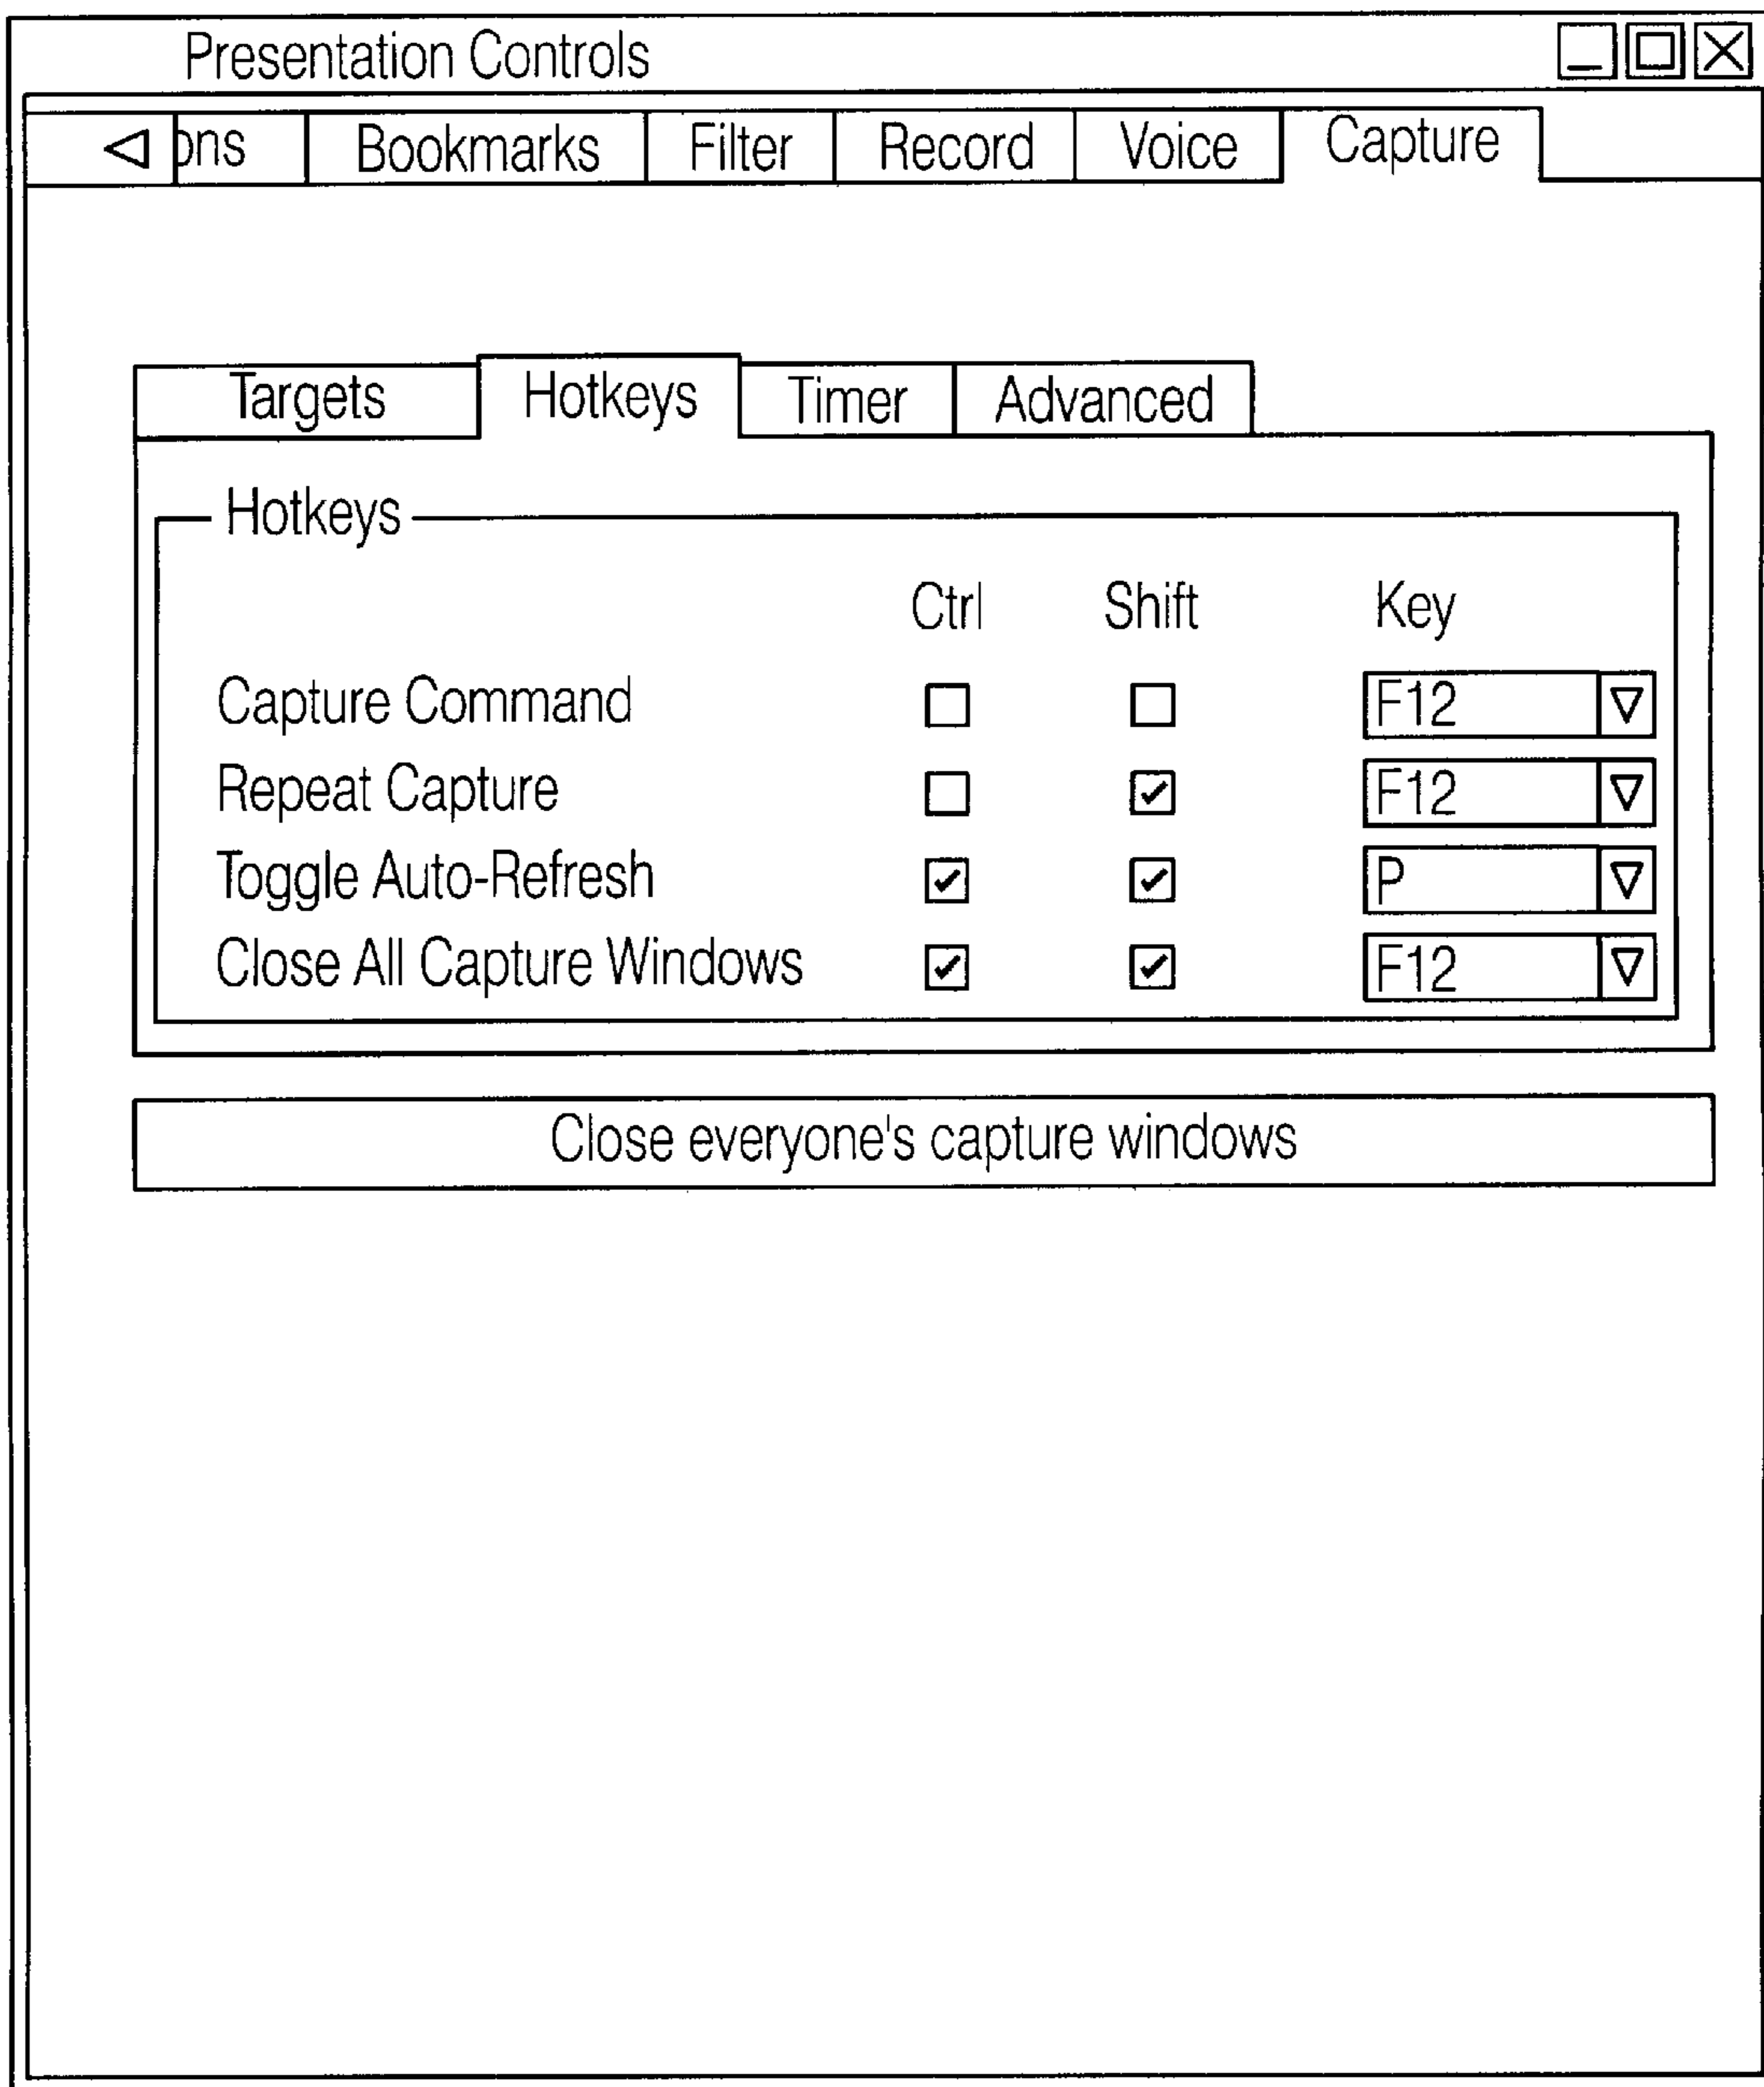 Presentation Controls
ons Bookmarks Filter Record Voice Capture
Targets Hotkeys Timer Advanced
Hotkeys
Ctrl Shift Key
Capture Command F12
Repeat Capture F12
Toggle Auto-Refresh P
Close All Capture Windows F12
Close everyone's capture windows